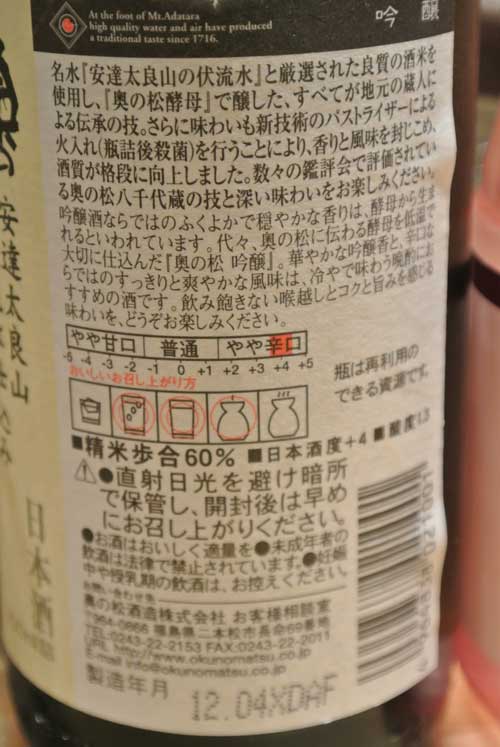 At the foot of Mt.Adatara
high quality water and air have produced
a traditional taste since 1716.
吟 醸
名水『安達太良山の伏流水』と厳選された良質の酒米を
使用し、『奥の松酵母』で醸した、すべてが地元の蔵人に
よる伝承の技。さらに味わいも新技術のパストライザーによる
火入れ(瓶詰後殺菌)を行うことにより、香りと風味を封じこめ、
酒質が格段に向上しました。数々の鑑評会で評価されてい
る奥の松八千代蔵の技と深い味わいをお楽しみください。
吟醸酒ならではのふくよかで穏やかな香りは、酵母から生ま
れるといわれています。代々、奥の松に伝わる酵母を低温で
大切に仕込んだ『奥の松 吟醸』。華やかな吟醸香と、辛口な
らではのすっきりと爽やかな風味は、冷やで味わう晩酌にお
すすめの酒です。飲み飽きない喉越しとコクと旨みを感じる
味わいを、どうぞお楽しみください。
やや甘口 普通 やや辛口
-5 -4 -3 -2 -1 0 +1 +2 +3 +4 +5
おいしいお召し上がり方
瓶は再利用の
できる資源です。
■精米歩合60% ■日本酒度+4 ■酸度1.3
●直射日光を避け暗所
で保管し、開封後は早め
にお召し上がりください。
●お酒はおいしく適量を●未成年者の
飲酒は法律で禁止されています。●妊娠
中や授乳期の飲酒は、お控えください。
お問い合わせ先
奥の松酒造株式会社 お客様相談室
〒964-0866 福島県二本松市長命69番地
TEL:0243-22-2153 FAX:0243-22-2011
URL:http://www.okunomatsu.co.jp
E-mail info@okunomatsu.co.jp
製造年月 12.04XDAF
安達太良山
日本酒